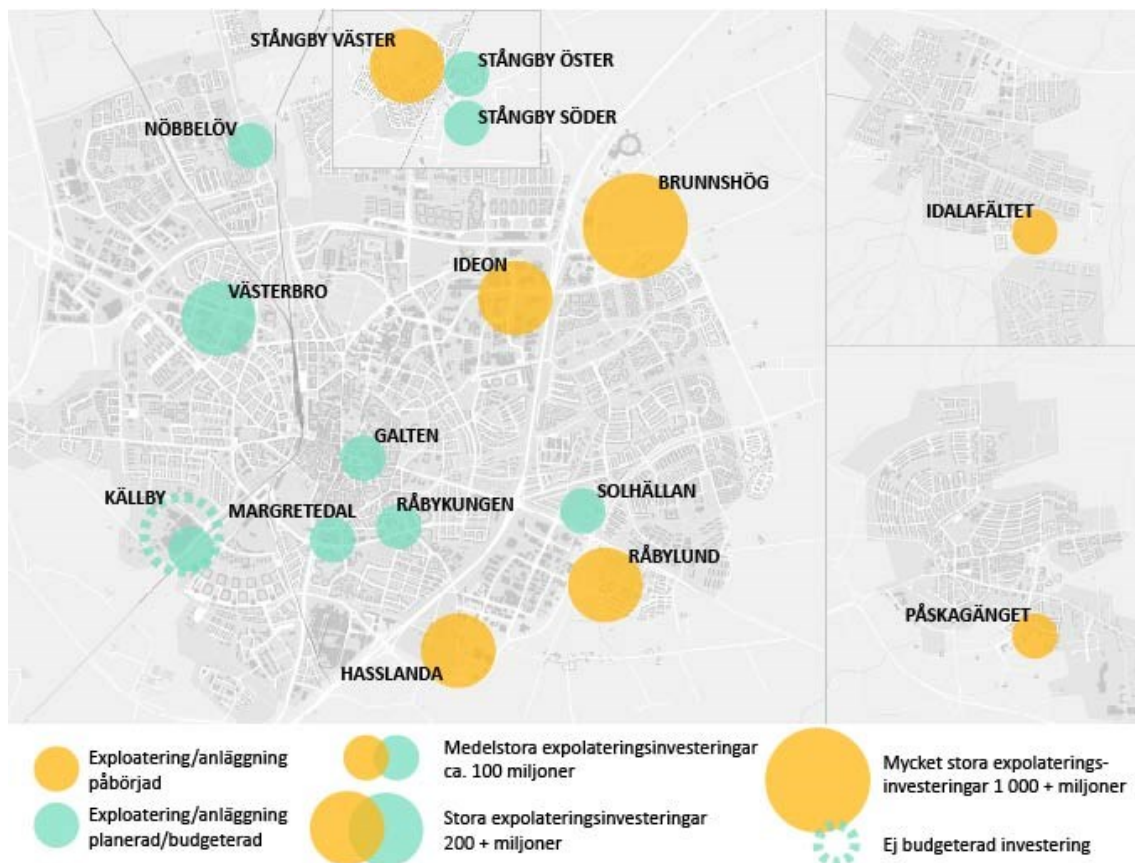 STÅNGBY VÄSTER
STÅNGBY ÖSTER
STÅNGBY SÖDER
NÖBBELÖV
BRUNNSHÖG
IDALAFÄLTET
IDEON
VÄSTERBRO
GALTEN
KÄLLBY
MARGRETEDAL
RÅBYKUNGEN
SOLHÄLLAN
RÅBYLUND
PÅSKAGÄNGET
HASSLANDA
Exploatering/anläggning
påbörjad
Exploatering/anläggning
planerad/budgeterad
Medelstora expolateringsinvesteringar
ca. 100 miljoner
Stora expolateringsinvesteringar
200 + miljoner
Mycket stora expolaterings-
investeringar 1 000 + miljoner
Ej budgeterad investering